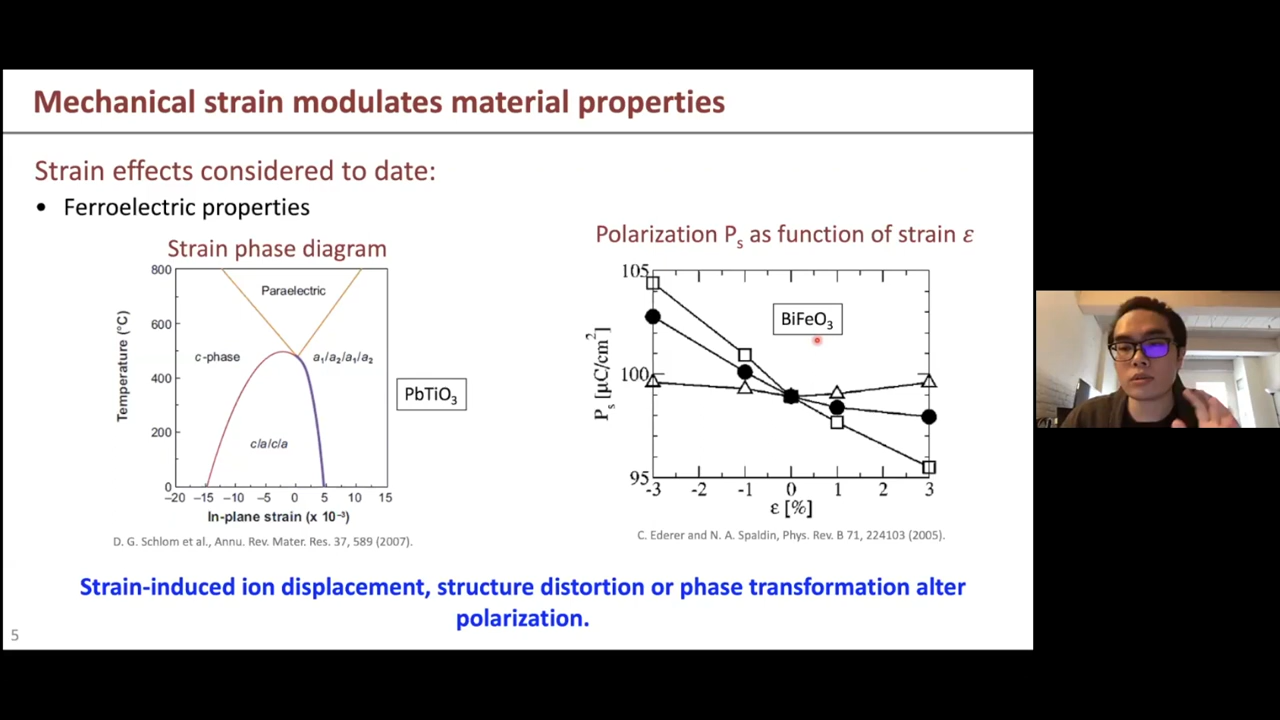 Mechanical strain modulates material properties
Strain effects considered to date:
• Ferroelectric properties
Strain phase diagram
800
600
400
200
0
Temperature (°C)
Paraelectric
c-phase
a₁/a₂/a₁/a₂
c/a/c/a
−20 −15 −10 −5 0 5 10 15
In-plane strain (x 10⁻³)
PbTiO₃
D. G. Schlom et al., Annu. Rev. Mater. Res. 37, 589 (2007).
Polarization Pₛ as function of strain ε
105
100
95
Pₛ [μC/cm²]
BiFeO₃
-3 -2 -1 0 1 2 3
ε [%]
C. Ederer and N. A. Spaldin, Phys. Rev. B 71, 224103 (2005).
Strain-induced ion displacement, structure distortion or phase transformation alter
polarization.
5